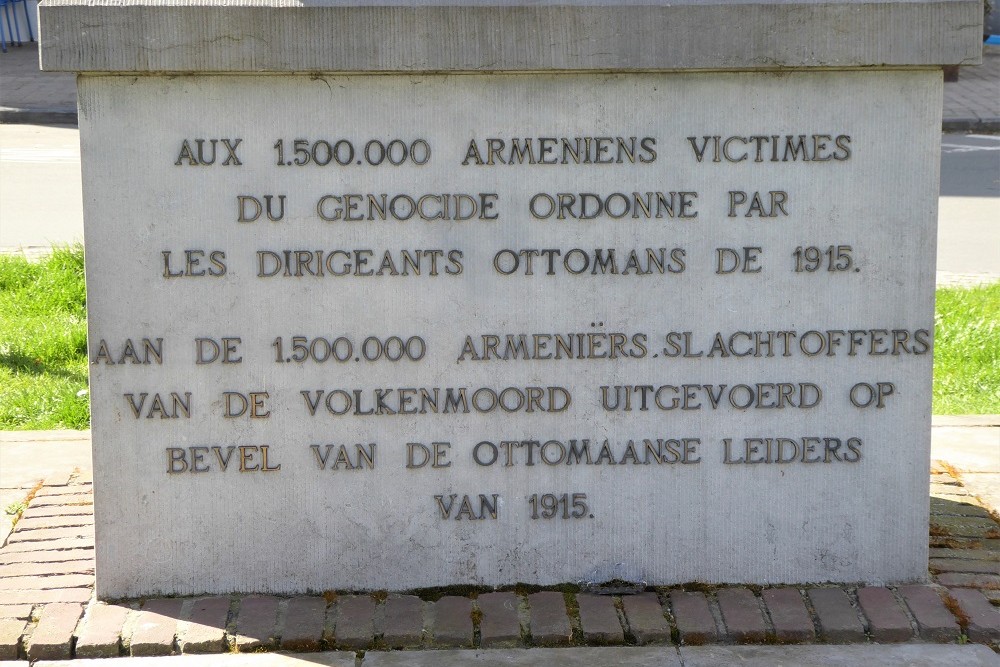 AUX 1.500.000 ARMENIENS VICTIMES
DU GENOCIDE ORDONNE PAR
LES DIRIGEANTS OTTOMANS DE 1915.
AAN DE 1.500.000 ARMENIËRS.SLACHTOFFERS
VAN DE VOLKENMOORD UITGEVOERD OP
BEVEL VAN DE OTTOMAANSE LEIDERS
VAN 1915.